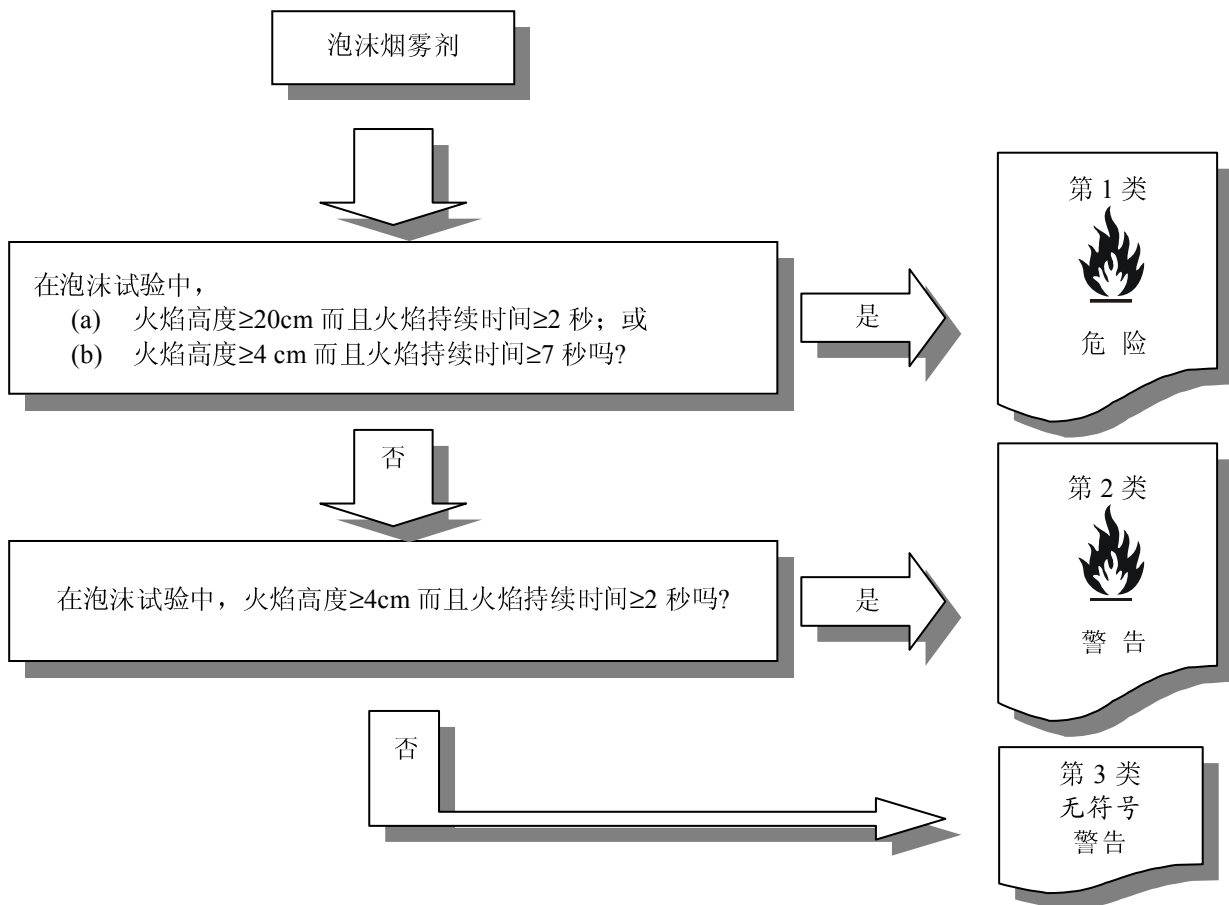 泡沫烟雾剂
第 1 类
危 险
在泡沫试验中，
(a) 火焰高度≥20cm 而且火焰持续时间≥2 秒；或
(b) 火焰高度≥4 cm 而且火焰持续时间≥7 秒吗?
是
否
第 2 类
警 告
在泡沫试验中，火焰高度≥4cm 而且火焰持续时间≥2 秒吗?
是
否
第 3 类
无符号
警告